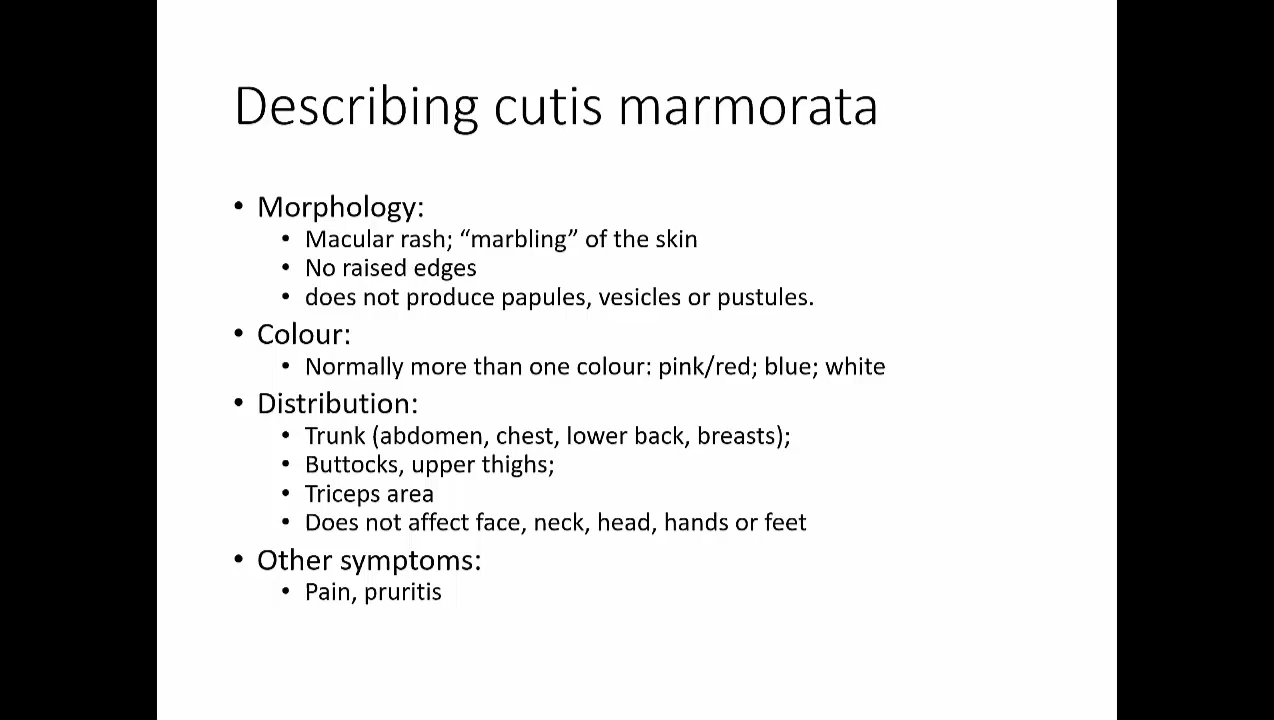 Describing cutis marmorata
• Morphology:
• Macular rash; “marbling” of the skin
• No raised edges
• does not produce papules, vesicles or pustules.
• Colour:
• Normally more than one colour: pink/red; blue; white
• Distribution:
• Trunk (abdomen, chest, lower back, breasts);
• Buttocks, upper thighs;
• Triceps area
• Does not affect face, neck, head, hands or feet
• Other symptoms:
• Pain, pruritis